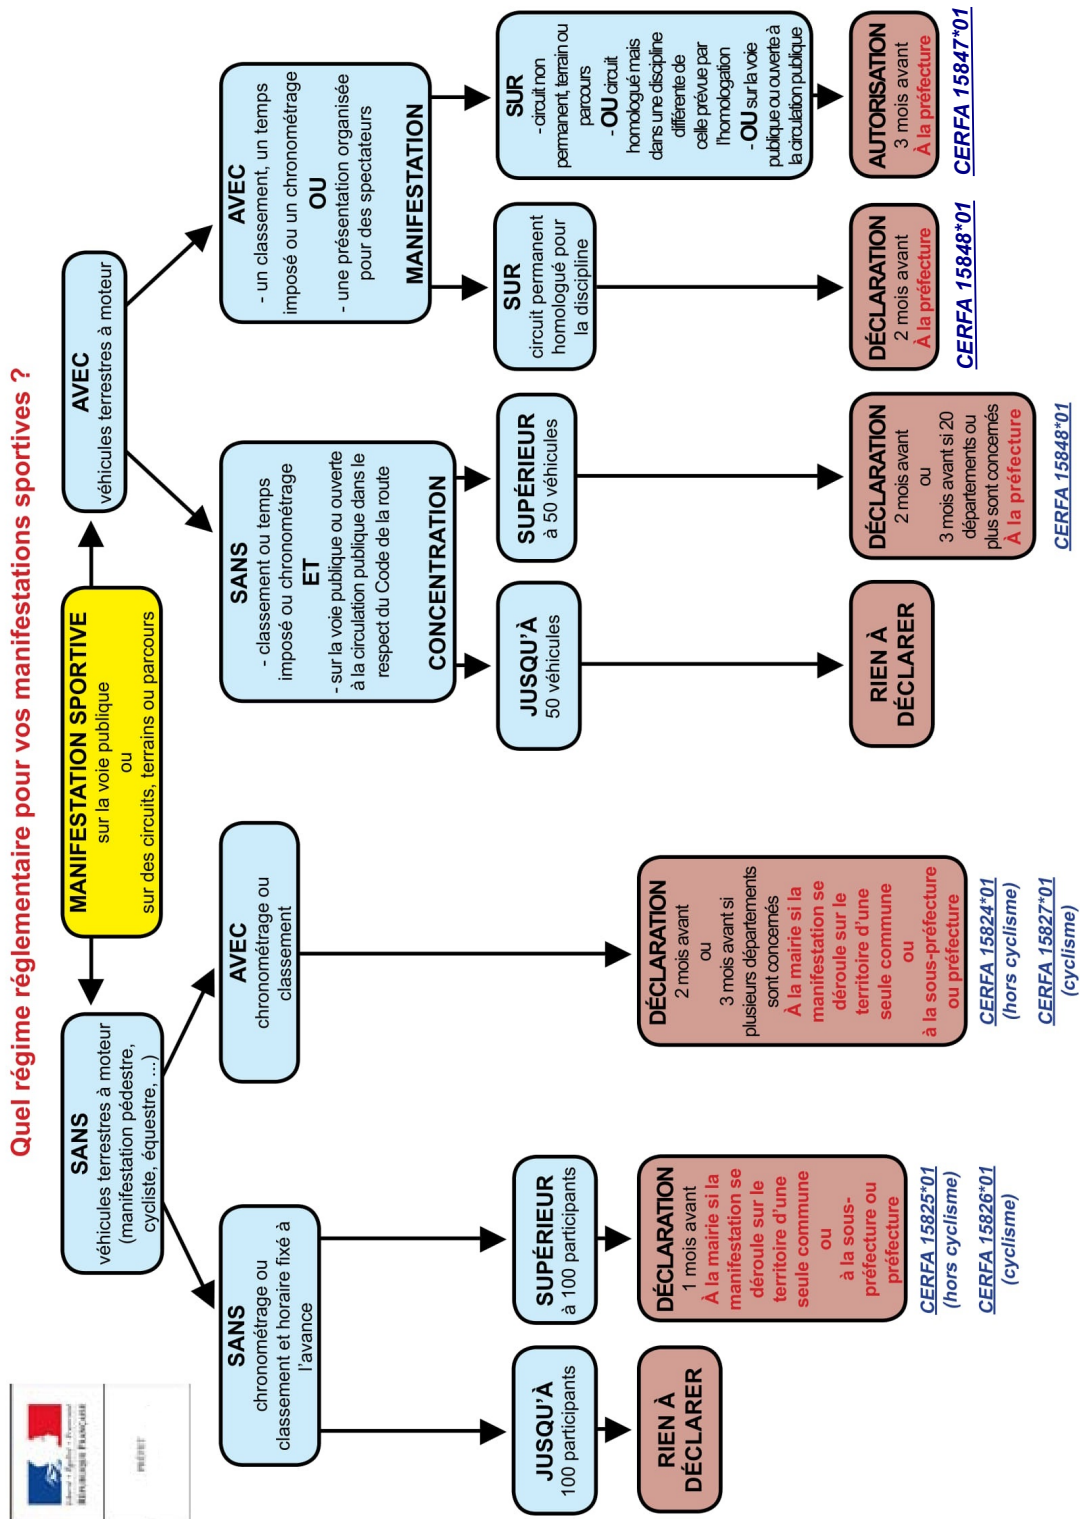 Liberté • Égalité • Fraternité
RÉPUBLIQUE FRANÇAISE
PRÉFET
Quel régime réglementaire pour vos manifestations sportives ?
MANIFESTATION SPORTIVE
sur la voie publique
ou
sur des circuits, terrains ou parcours
SANS
véhicules terrestres à moteur
(manifestation pédestre,
cycliste, équestre, ...)
AVEC
véhicules terrestres à moteur
SANS
chronométrage ou
classement et horaire fixé à
l'avance
AVEC
chronométrage ou
classement
SANS
- classement ou temps
imposé ou chronométrage
ET
- sur la voie publique ou ouverte
à la circulation publique dans le
respect du Code de la route
CONCENTRATION
AVEC
- un classement, un temps
imposé ou un chronométrage
OU
- une présentation organisée
pour des spectateurs
MANIFESTATION
JUSQU'À
100 participants
SUPÉRIEUR
à 100 participants
JUSQU'À
50 véhicules
SUPÉRIEUR
à 50 véhicules
SUR
circuit permanent
homologué pour
la discipline
SUR
- circuit non
permanent, terrain ou
parcours
- OU circuit
homologué mais
dans une discipline
différente de
celle prévue par
l'homologation
- OU sur la voie
publique ou ouverte à
la circulation publique
RIEN À
DÉCLARER
DÉCLARATION
1 mois avant
À la mairie si la
manifestation se
déroule sur le
territoire d'une
seule commune
ou
à la sous-
préfecture ou
préfecture
CERFA 15825*01
(hors cyclisme)
CERFA 15826*01
(cyclisme)
DÉCLARATION
2 mois avant
ou
3 mois avant si
plusieurs départements
sont concernés
À la mairie si la
manifestation se
déroule sur le
territoire d'une
seule commune
ou
à la sous-préfecture
ou préfecture
CERFA 15824*01
(hors cyclisme)
CERFA 15827*01
(cyclisme)
RIEN À
DÉCLARER
DÉCLARATION
2 mois avant
ou
3 mois avant si 20
départements ou
plus sont concernés
À la préfecture
CERFA 15848*01
DÉCLARATION
2 mois avant
À la préfecture
CERFA 15848*01
AUTORISATION
3 mois avant
À la préfecture
CERFA 15847*01